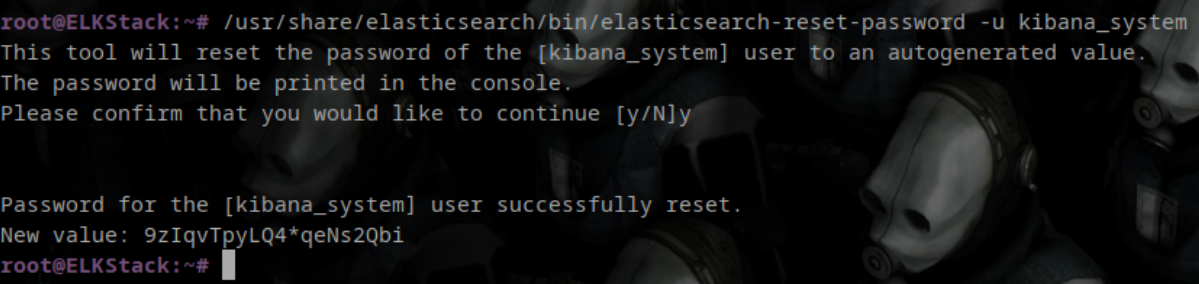 root@ELKStack:~# /usr/share/elasticsearch/bin/elasticsearch-reset-password -u kibana_system
This tool will reset the password of the [kibana_system] user to an autogenerated value.
The password will be printed in the console.
Please confirm that you would like to continue [y/N]y
Password for the [kibana_system] user successfully reset.
New value: 9zIqvTpyLQ4*qeNs2Qbi
root@ELKStack:~#